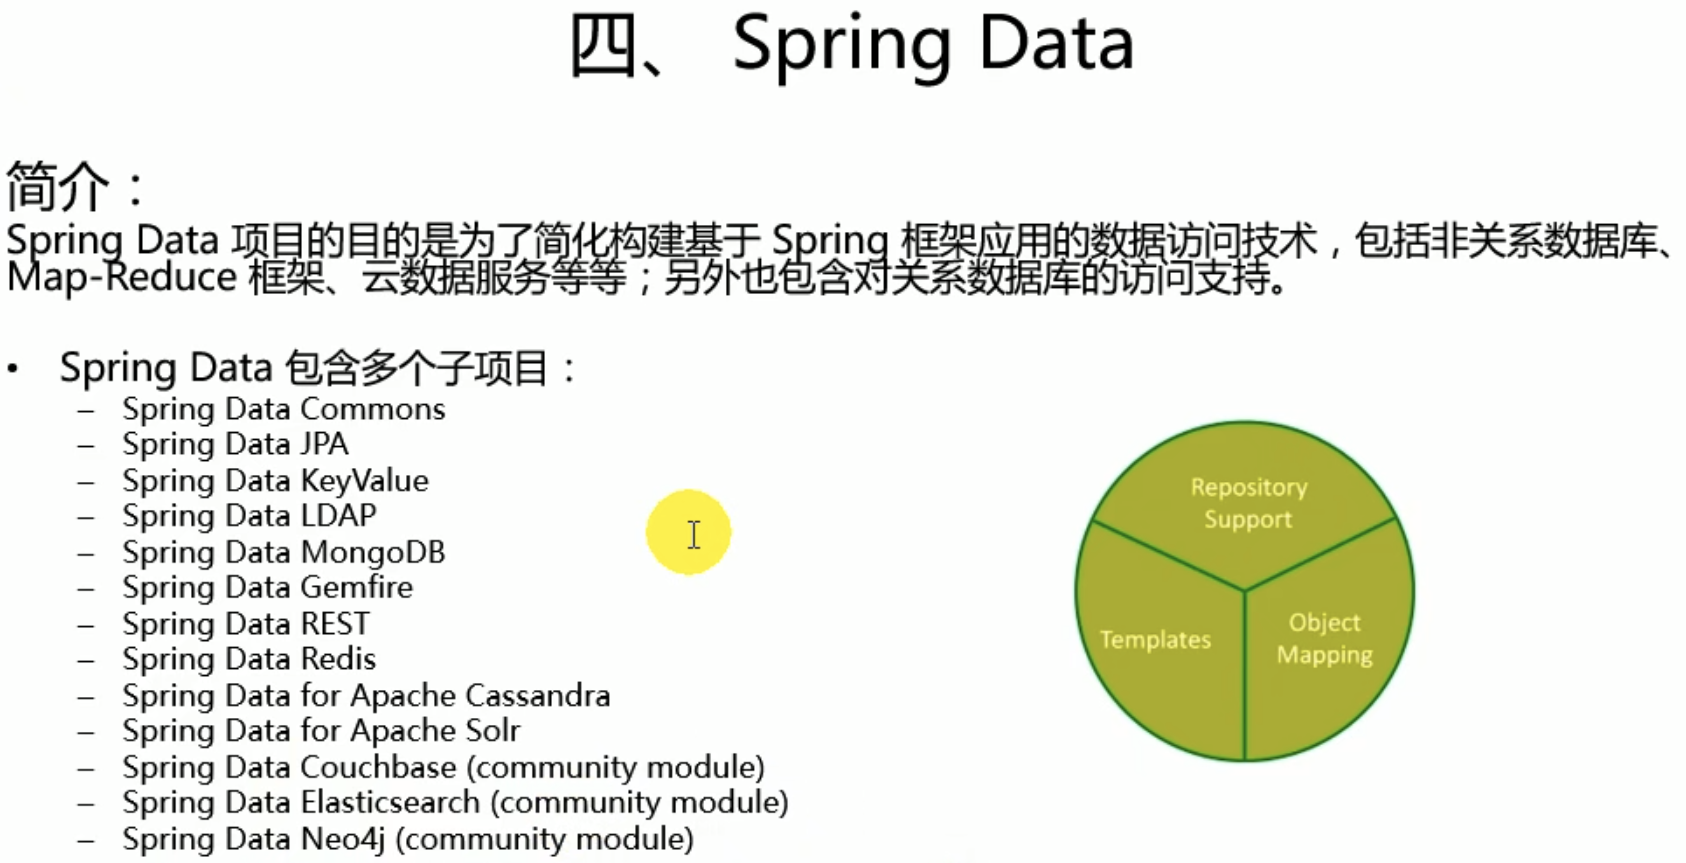 四、 Spring Data
简介：
Spring Data 项目的目的是为了简化构建基于 Spring 框架应用的数据访问技术，包括非关系数据库、
Map-Reduce 框架、云数据服务等等；另外也包含对关系数据库的访问支持。
• Spring Data 包含多个子项目：
– Spring Data Commons
– Spring Data JPA
– Spring Data KeyValue
– Spring Data LDAP
– Spring Data MongoDB
– Spring Data Gemfire
– Spring Data REST
– Spring Data Redis
– Spring Data for Apache Cassandra
– Spring Data for Apache Solr
– Spring Data Couchbase (community module)
– Spring Data Elasticsearch (community module)
– Spring Data Neo4j (community module)
Repository
Support
Templates
Object
Mapping